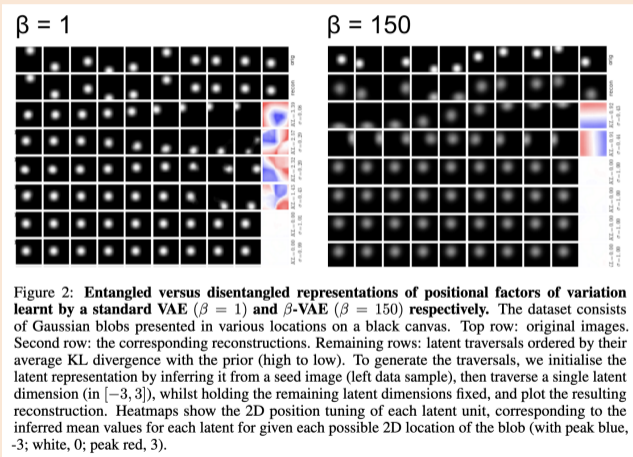 β = 1
β = 150
orig
orig
recon
recon
Figure 2: Entangled versus disentangled representations of positional factors of variation
learnt by a standard VAE (β = 1) and β-VAE (β = 150) respectively. The dataset consists
of Gaussian blobs presented in various locations on a black canvas. Top row: original images.
Second row: the corresponding reconstructions. Remaining rows: latent traversals ordered by their
average KL divergence with the prior (high to low). To generate the traversals, we initialise the
latent representation by inferring it from a seed image (left data sample), then traverse a single latent
dimension (in [−3, 3]), whilst holding the remaining latent dimensions fixed, and plot the resulting
reconstruction. Heatmaps show the 2D position tuning of each latent unit, corresponding to the
inferred mean values for each latent for given each possible 2D location of the blob (with peak blue,
-3; white, 0; peak red, 3).